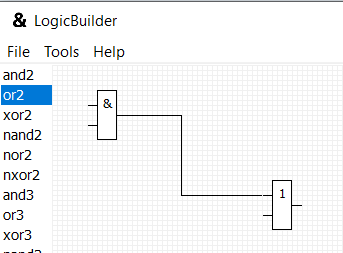 & LogicBuilder
File Tools Help
and2
or2
xor2
nand2
nor2
nxor2
and3
or3
xor3
&
1